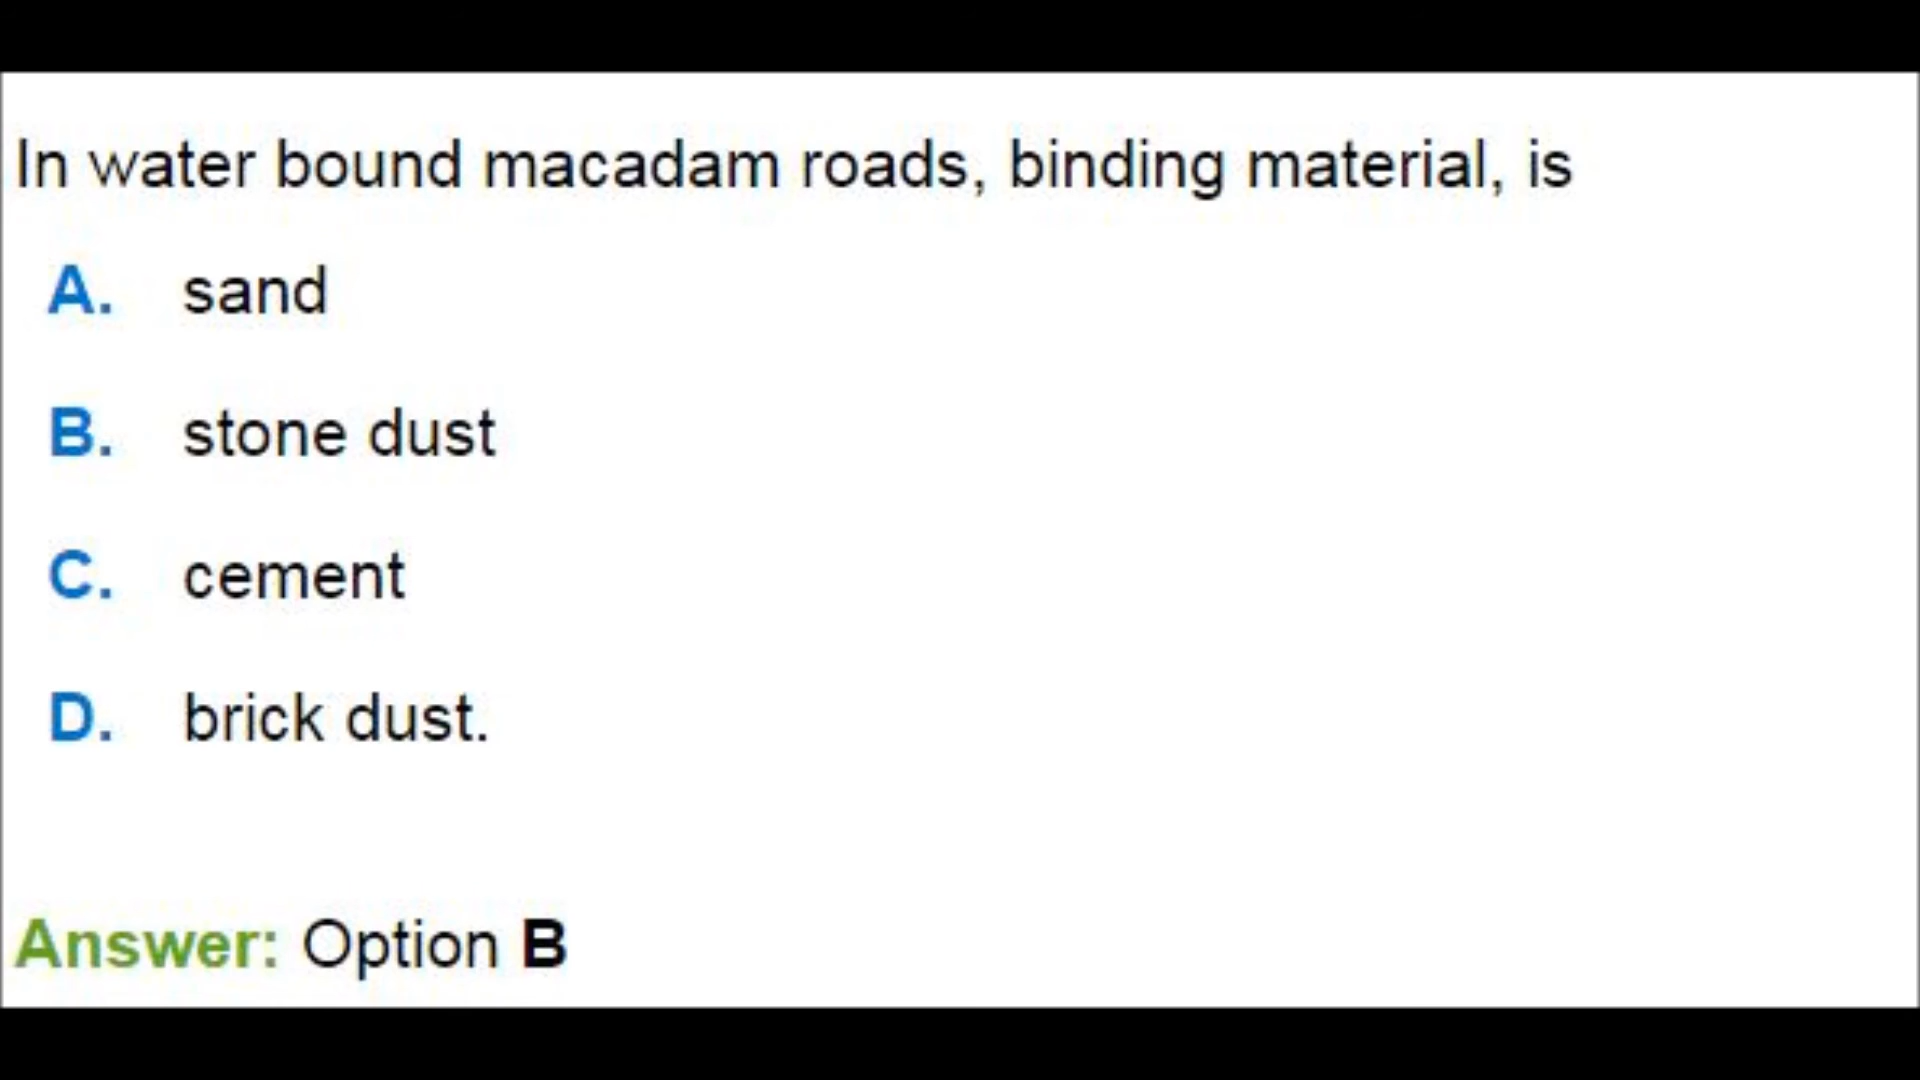 In water bound macadam roads, binding material, is
A. sand
B. stone dust
C. cement
D. brick dust.
Answer: Option B